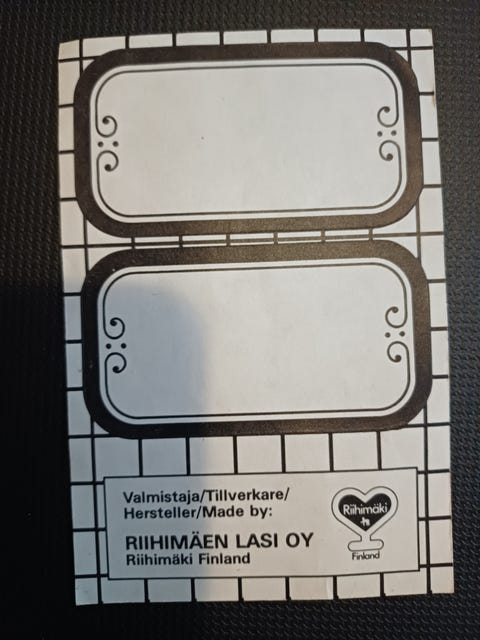 Valmistaja/Tillverkare/
Hersteller/Made by:
RIIHIMÄEN LASI OY
Riihimäki Finland
Riihimäki
Finland